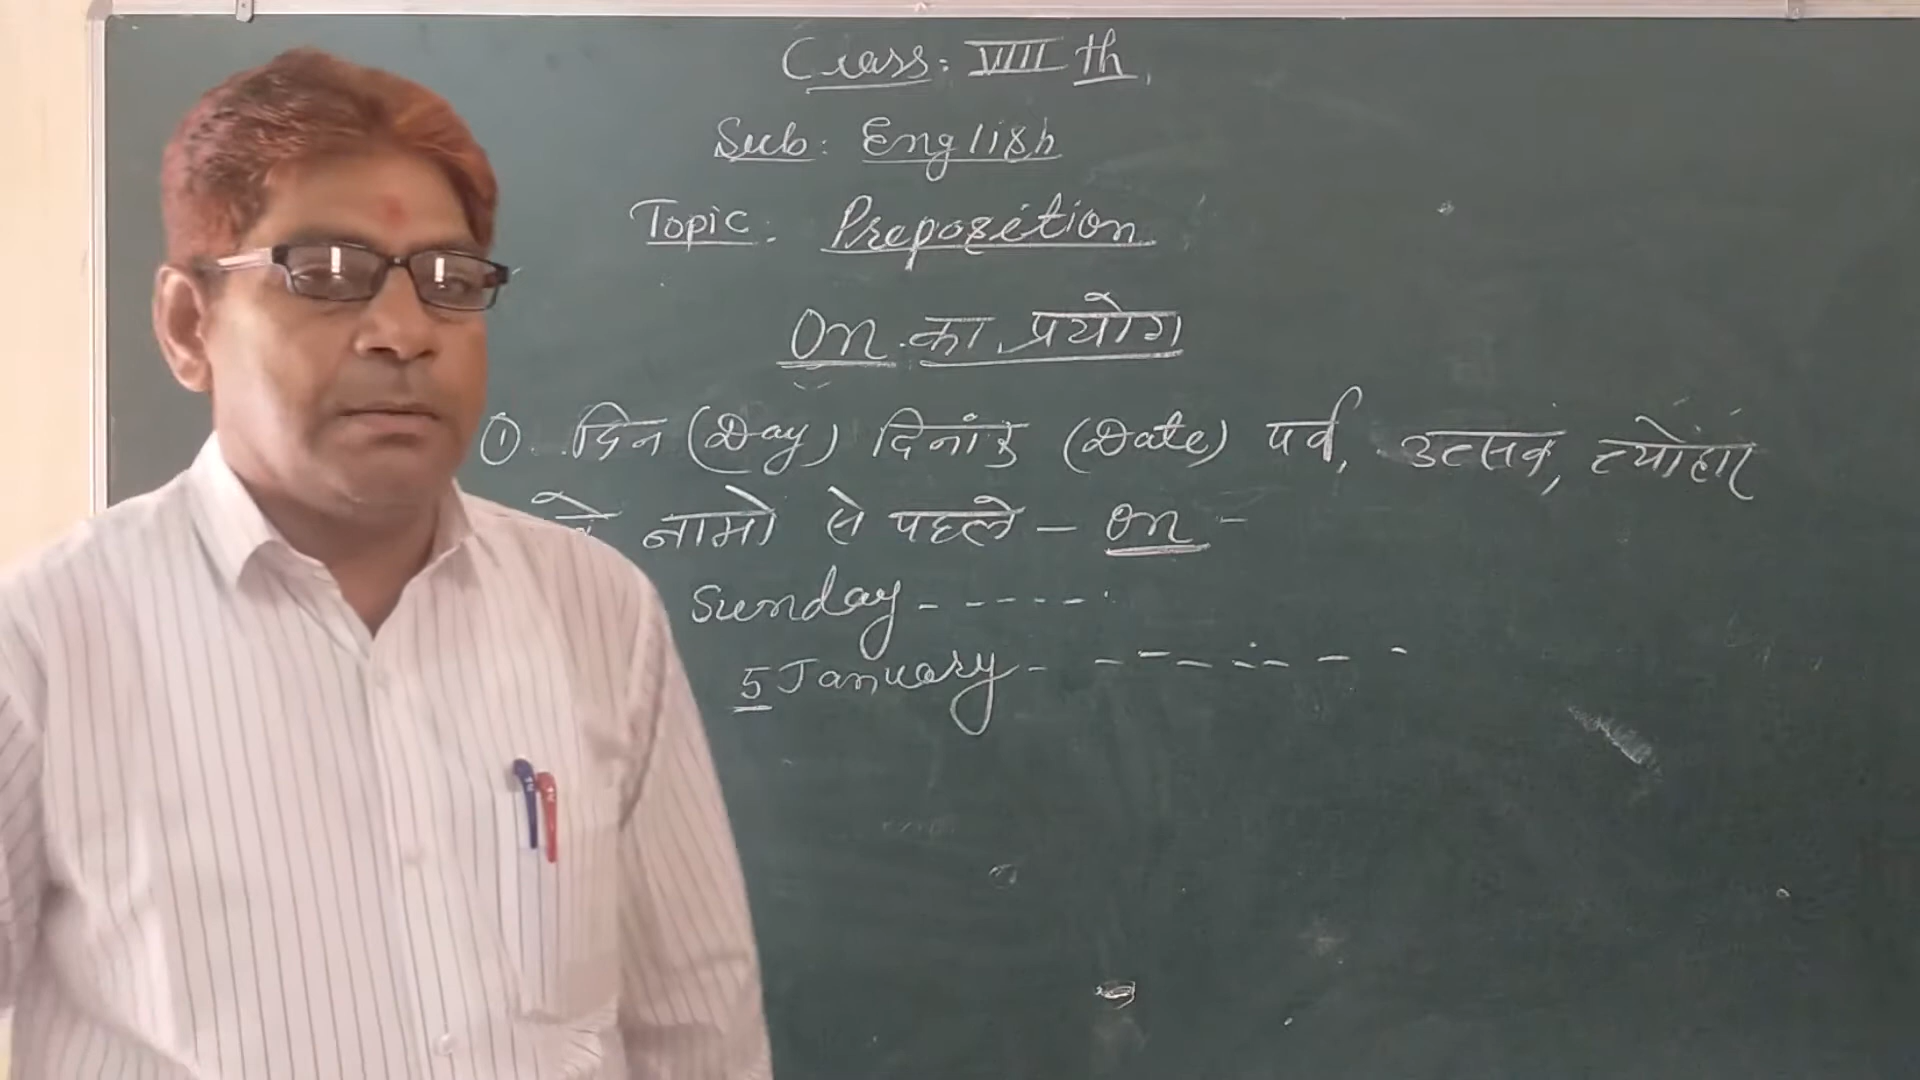 Class: VIII th
Sub: English
Topic: Preposition
On का प्रयोग
① दिन (Day) दिनांक (Date) पर्व, उत्सव, त्योहार
के नामो से पहले - on -
Sunday - - - - - -
5 January - - - - - - - -